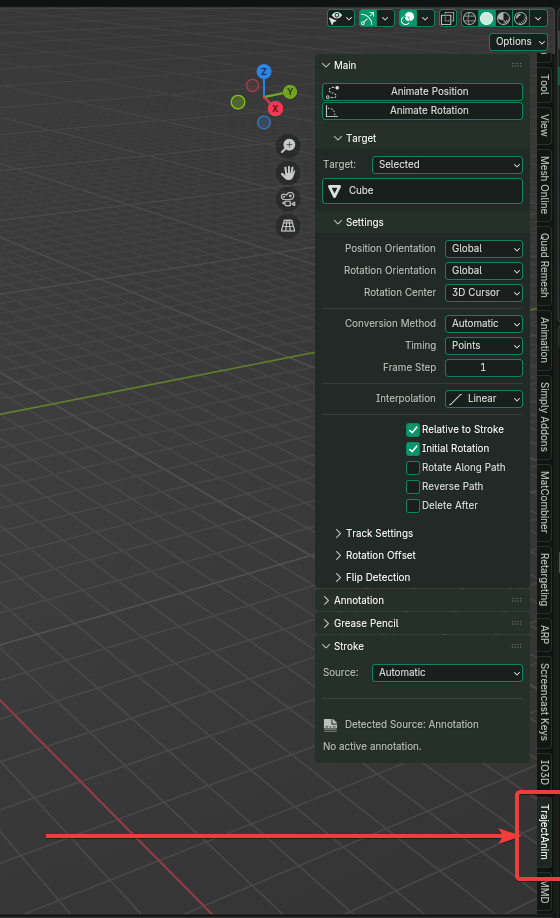 Options
Z
Y
X
Main
Animate Position
Animate Rotation
Target
Target: Selected
Cube
Settings
Position Orientation Global
Rotation Orientation Global
Rotation Center 3D Cursor
Conversion Method Automatic
Timing Points
Frame Step 1
Interpolation Linear
Relative to Stroke
Initial Rotation
Rotate Along Path
Reverse Path
Delete After
Track Settings
Rotation Offset
Flip Detection
Annotation
Grease Pencil
Stroke
Source: Automatic
Detected Source: Annotation
No active annotation.
Tool
View
Mesh Online
Quad Remesh
Animation
Simply Addons
MatCombiner
Retargeting
ARP
Screencast Keys
IO3D
TrajectAnim
MMD